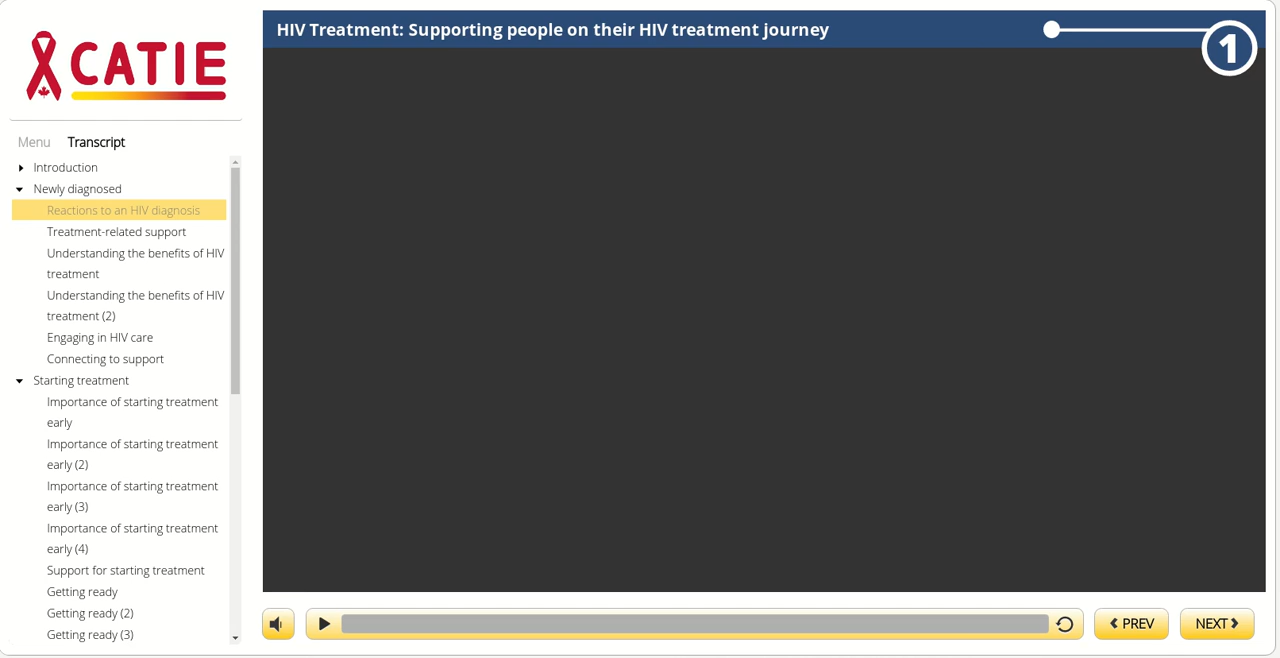 CATIE
HIV Treatment: Supporting people on their HIV treatment journey
1
Menu Transcript
Introduction
Newly diagnosed
Reactions to an HIV diagnosis
Treatment-related support
Understanding the benefits of HIV
treatment
Understanding the benefits of HIV
treatment (2)
Engaging in HIV care
Connecting to support
Starting treatment
Importance of starting treatment
early
Importance of starting treatment
early (2)
Importance of starting treatment
early (3)
Importance of starting treatment
early (4)
Support for starting treatment
Getting ready
Getting ready (2)
Getting ready (3)
PREV NEXT